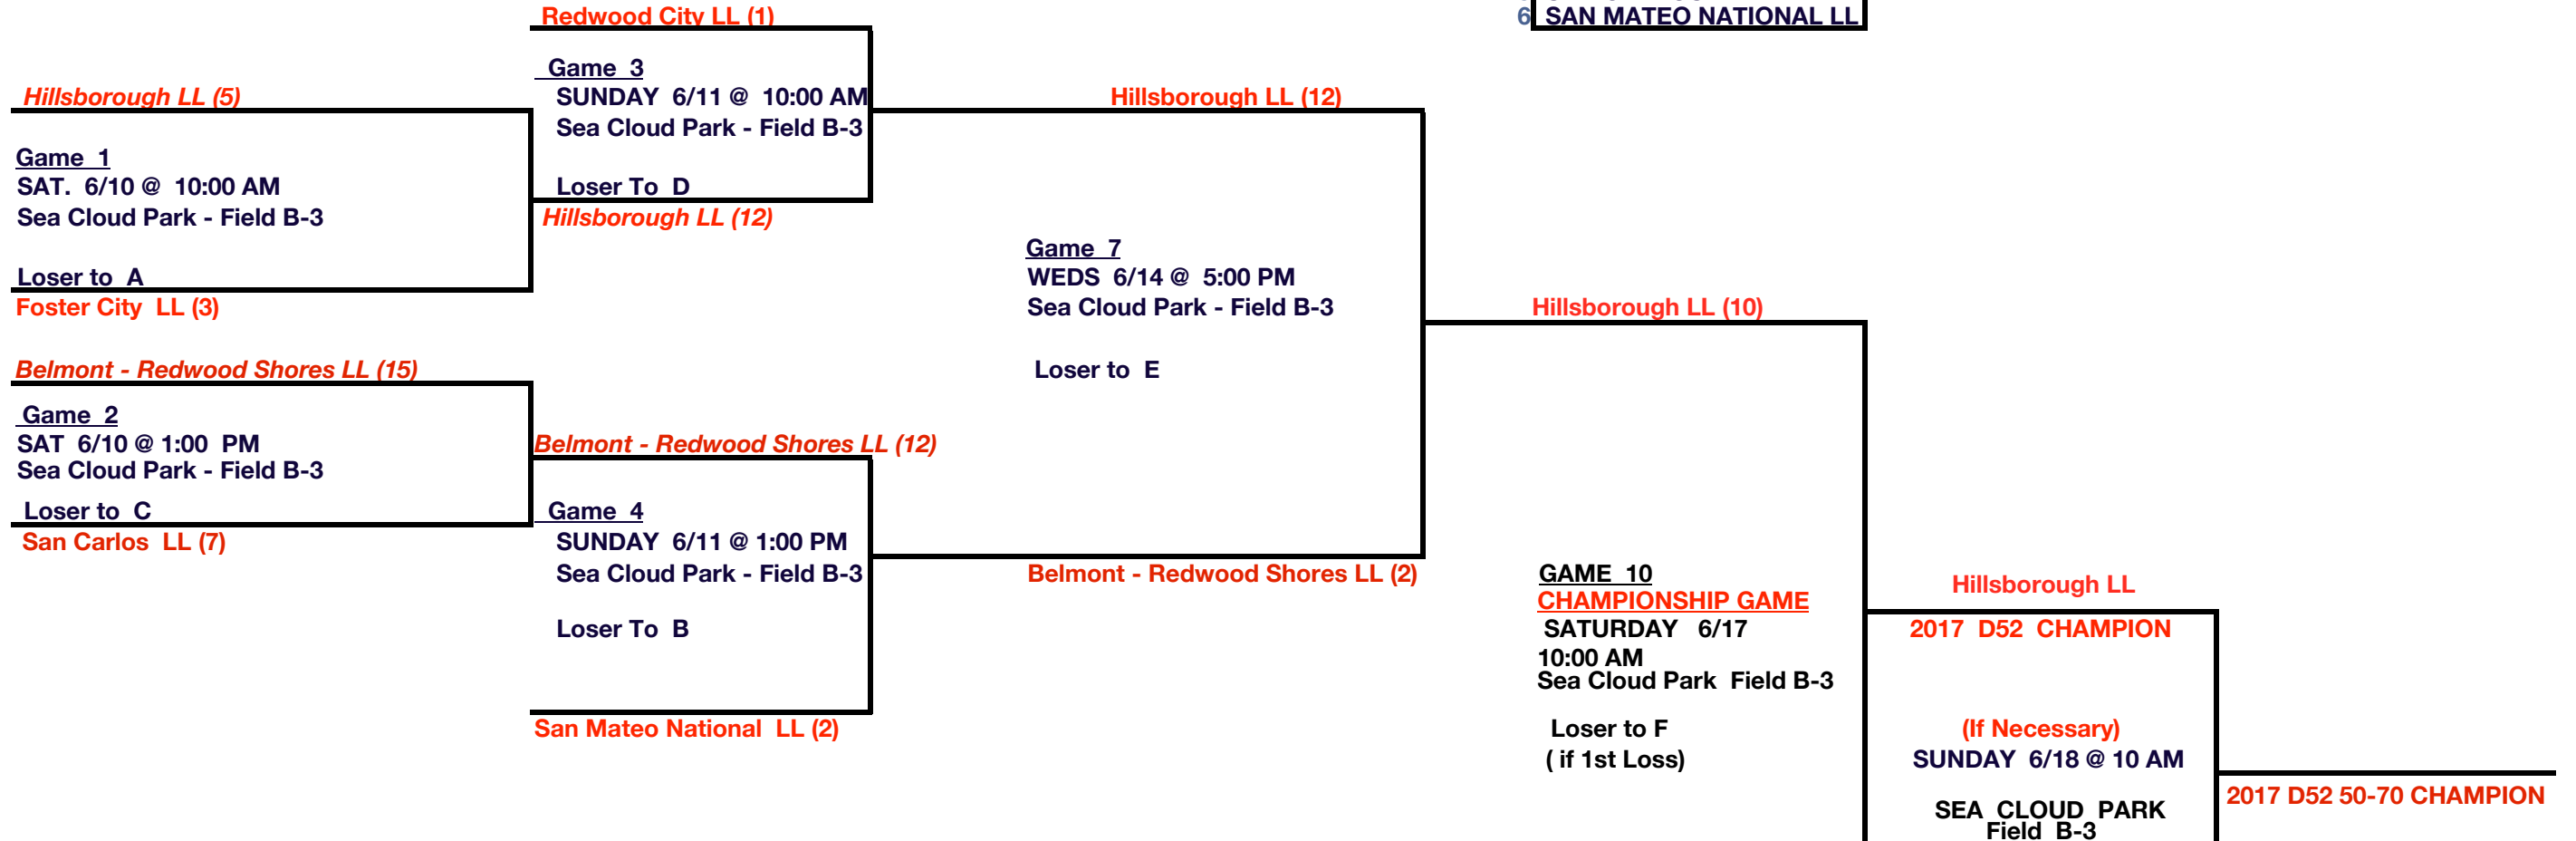 Redwood City LL (1)
6 SAN MATEO NATIONAL LL
Game 3
SUNDAY 6/11 @ 10:00 AM
Sea Cloud Park - Field B-3
Loser To D
Hillsborough LL (12)
Hillsborough LL (5)
Game 1
SAT. 6/10 @ 10:00 AM
Sea Cloud Park - Field B-3
Loser to A
Foster City LL (3)
Hillsborough LL (12)
Game 7
WEDS 6/14 @ 5:00 PM
Sea Cloud Park - Field B-3
Loser to E
Hillsborough LL (10)
Belmont - Redwood Shores LL (15)
Game 2
SAT 6/10 @ 1:00 PM
Sea Cloud Park - Field B-3
Loser to C
San Carlos LL (7)
Belmont - Redwood Shores LL (12)
Game 4
SUNDAY 6/11 @ 1:00 PM
Sea Cloud Park - Field B-3
Loser To B
San Mateo National LL (2)
Belmont - Redwood Shores LL (2)
GAME 10
CHAMPIONSHIP GAME
SATURDAY 6/17
10:00 AM
Sea Cloud Park Field B-3
Loser to F
( if 1st Loss)
Hillsborough LL
2017 D52 CHAMPION
(If Necessary)
SUNDAY 6/18 @ 10 AM
SEA CLOUD PARK
Field B-3
2017 D52 50-70 CHAMPION